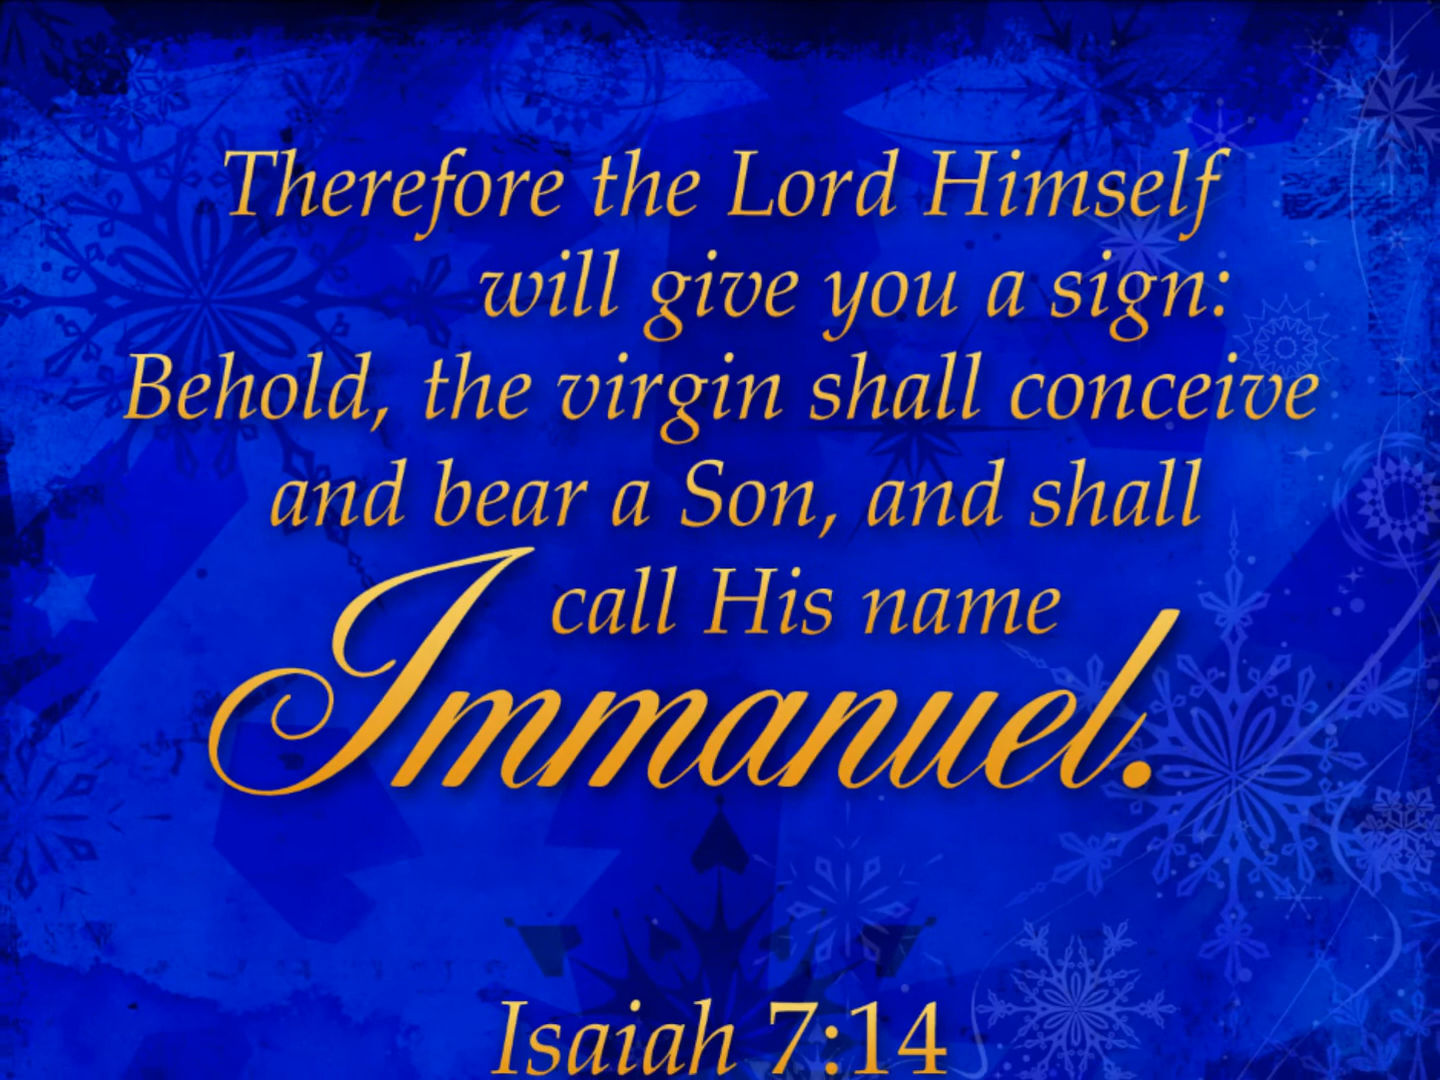 Therefore the Lord Himself
will give you a sign:
Behold, the virgin shall conceive
and bear a Son, and shall
call His name
Immanuel.
Isaiah 7:14